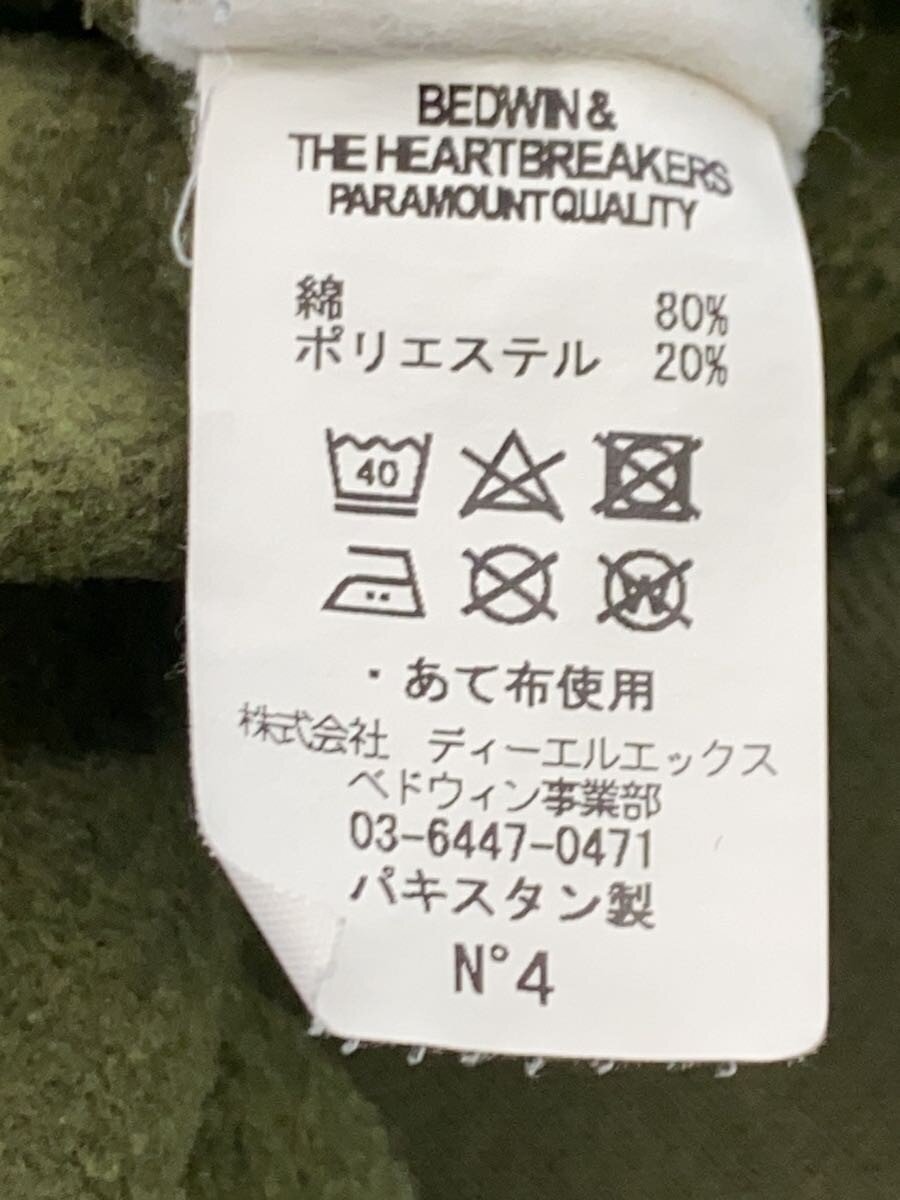 BEDWIN &
THE HEARTBREAKERS
PARAMOUNT QUALITY
綿 80%
ポリエステル 20%
40
W
・あて布使用
株式会社 ディーエルエックス
ベドウィン事業部
03-6447-0471
パキスタン製
N°4